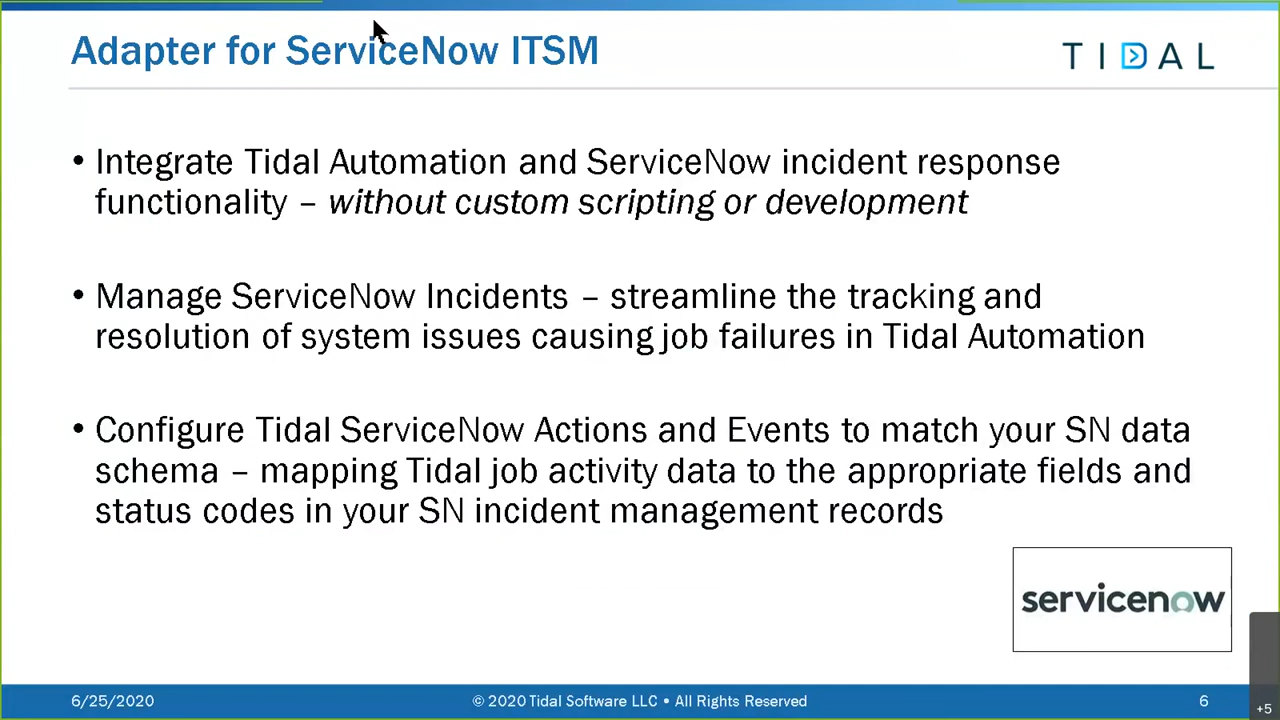 Adapter for ServiceNow ITSM
TIDAL
• Integrate Tidal Automation and ServiceNow incident response
functionality – without custom scripting or development
• Manage ServiceNow Incidents – streamline the tracking and
resolution of system issues causing job failures in Tidal Automation
• Configure Tidal ServiceNow Actions and Events to match your SN data
schema – mapping Tidal job activity data to the appropriate fields and
status codes in your SN incident management records
servicenow
6/25/2020
© 2020 Tidal Software LLC • All Rights Reserved
6
+5